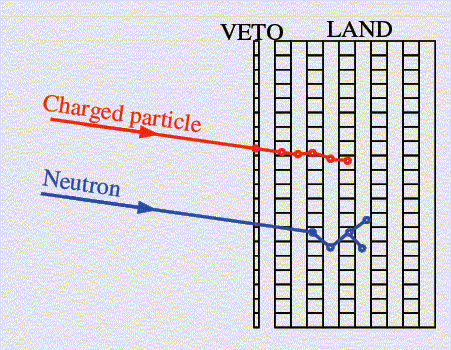 VETO
LAND
Charged particle
Neutron